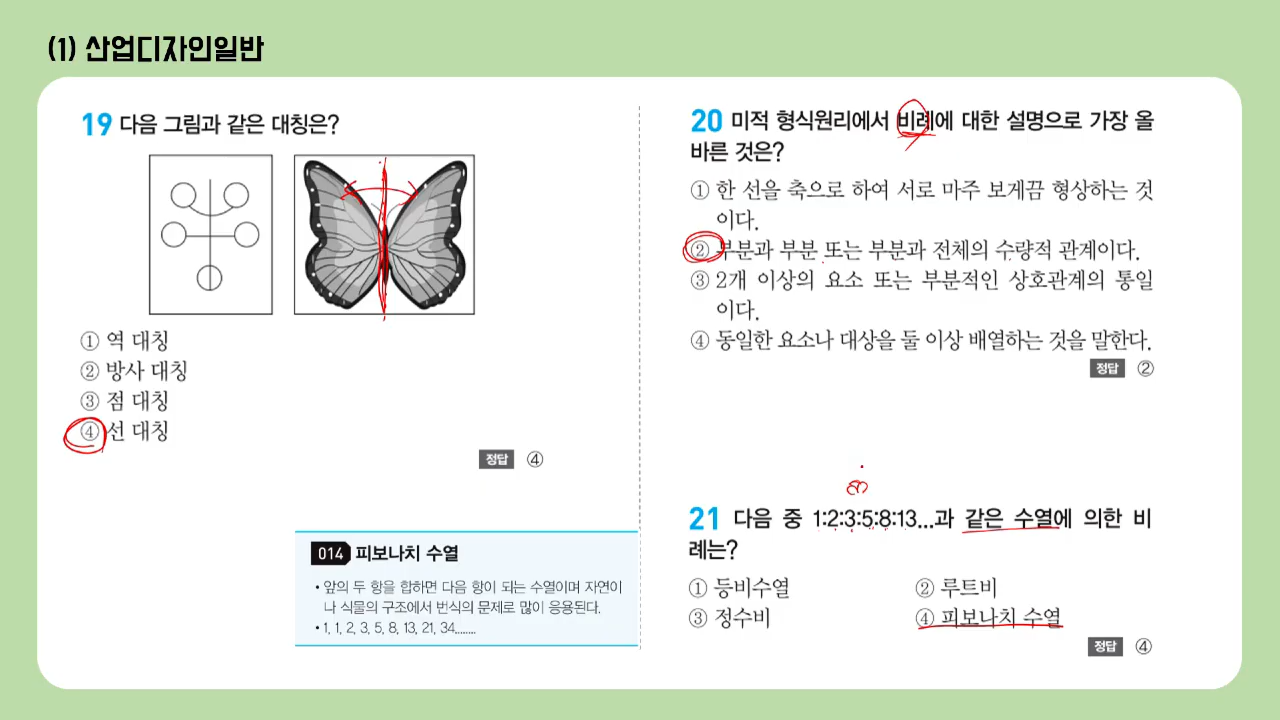 (1) 산업디자인일반
19 다음 그림과 같은 대칭은?
① 역 대칭
② 방사 대칭
③ 점 대칭
④ 선 대칭
정답 ④
014 피보나치 수열
• 앞의 두 항을 합하면 다음 항이 되는 수열이며 자연이
나 식물의 구조에서 번식의 문제로 많이 응용된다.
• 1, 1, 2, 3, 5, 8, 13, 21, 34........
20 미적 형식원리에서 비례에 대한 설명으로 가장 올
바른 것은?
① 한 선을 축으로 하여 서로 마주 보게끔 형상하는 것
이다.
② 부분과 부분 또는 부분과 전체의 수량적 관계이다.
③ 2개 이상의 요소 또는 부분적인 상호관계의 통일
이다.
④ 동일한 요소나 대상을 둘 이상 배열하는 것을 말한다.
정답 ②
21 다음 중 1:2:3:5:8:13...과 같은 수열에 의한 비
례는?
① 등비수열 ② 루트비
③ 정수비 ④ 피보나치 수열
정답 ④